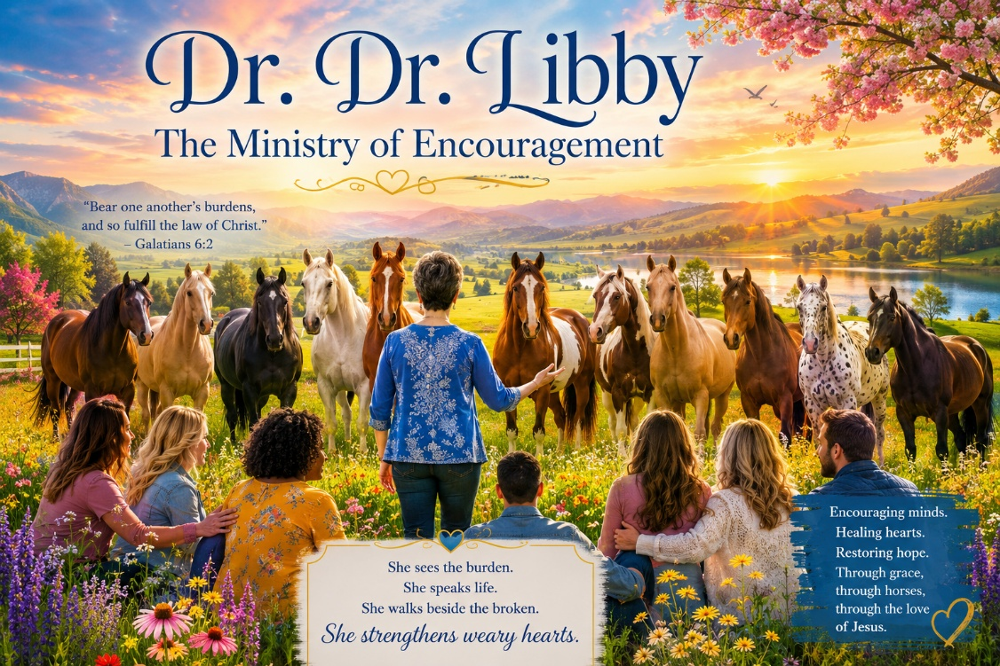 Dr. Dr. Libby
The Ministry of Encouragement
“Bear one another’s burdens,
and so fulfill the law of Christ.”
– Galatians 6:2
She sees the burden.
She speaks life.
She walks beside the broken.
She strengthens weary hearts.
Encouraging minds.
Healing hearts.
Restoring hope.
Through grace,
through horses,
through the love
of Jesus.